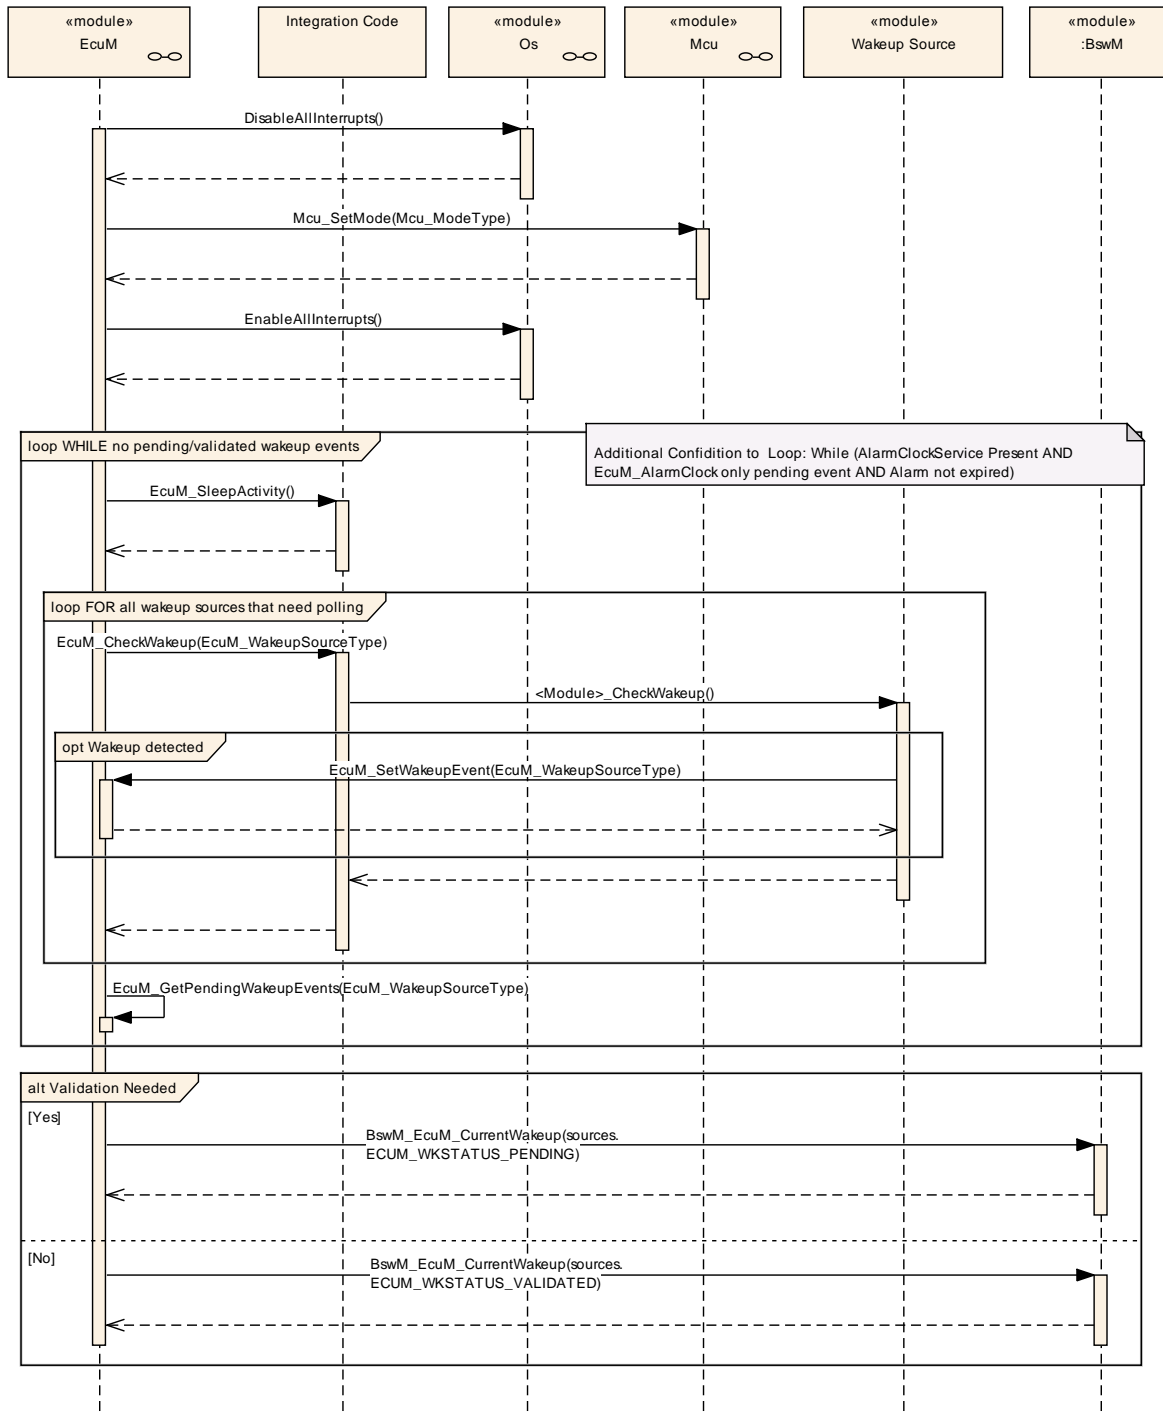 «module»
EcuM
Integration Code
«module»
Os
«module»
Mcu
«module»
Wakeup Source
«module»
:BswM
DisableAllInterrupts()
Mcu_SetMode(Mcu_ModeType)
EnableAllInterrupts()
loop WHILE no pending/validated wakeup events
Additional Confidition to Loop: While (AlarmClockService Present AND
EcuM_AlarmClock only pending event AND Alarm not expired)
EcuM_SleepActivity()
loop FOR all wakeup sources that need polling
EcuM_CheckWakeup(EcuM_WakeupSourceType)
<Module>_CheckWakeup()
opt Wakeup detected
EcuM_SetWakeupEvent(EcuM_WakeupSourceType)
EcuM_GetPendingWakeupEvents(EcuM_WakeupSourceType)
alt Validation Needed
[Yes]
BswM_EcuM_CurrentWakeup(sources.
ECUM_WKSTATUS_PENDING)
[No]
BswM_EcuM_CurrentWakeup(sources.
ECUM_WKSTATUS_VALIDATED)